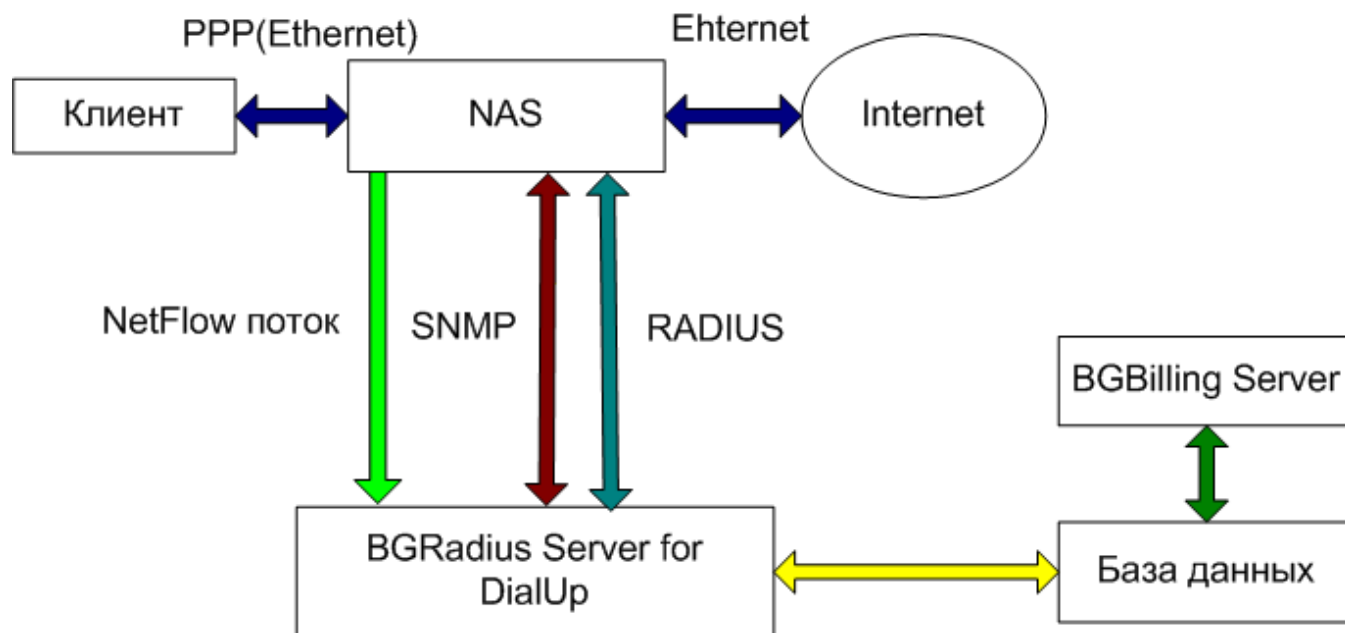 PPP(Ethernet)
Ehternet
Клиент
NAS
Internet
NetFlow поток
SNMP
RADIUS
BGBilling Server
BGRadius Server for
DialUp
База данных